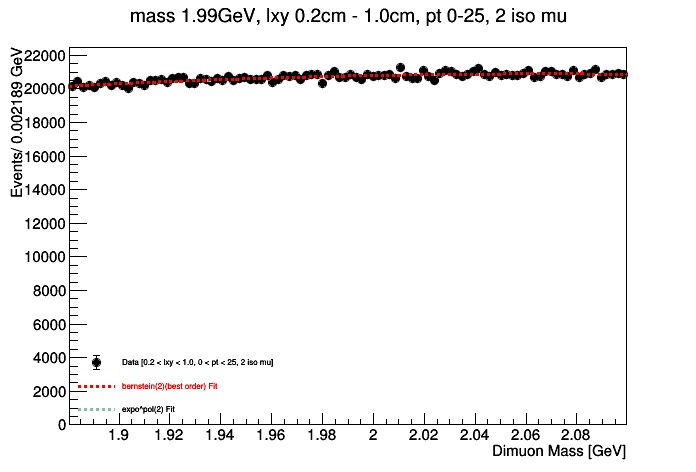 mass 1.99GeV, lxy 0.2cm - 1.0cm, pt 0-25, 2 iso mu
Events/ 0.002189 GeV
22000
20000
18000
16000
14000
12000
10000
8000
6000
4000
2000
0
Data [0.2 < lxy < 1.0, 0 < pt < 25, 2 iso mu]
bernstein(2)(best order) Fit
expo^pol(2) Fit
1.9 1.92 1.94 1.96 1.98 2 2.02 2.04 2.06 2.08
Dimuon Mass [GeV]